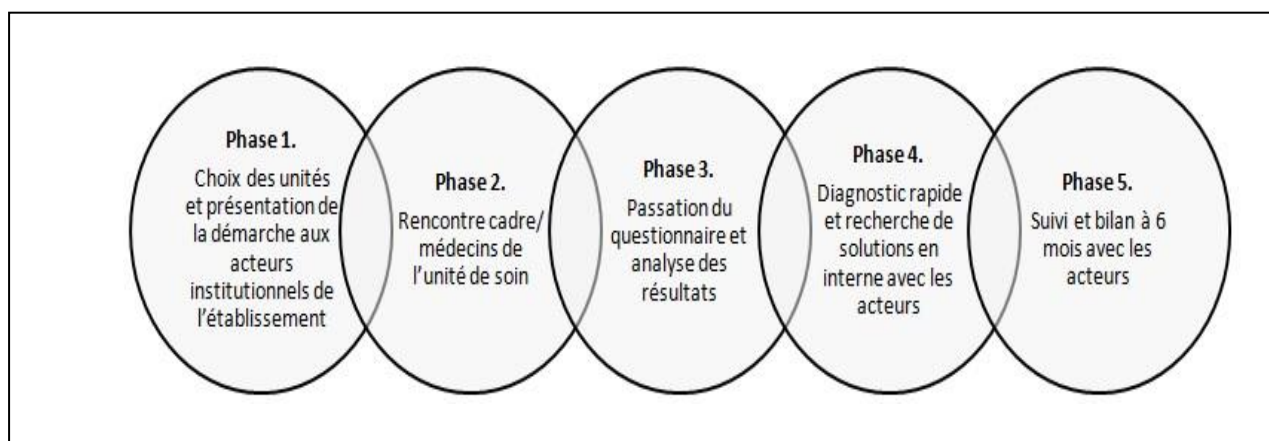 Phase 1.
Choix des unités
et présentation de
la démarche aux
acteurs
institutionnels de
l'établissement
Phase 2.
Rencontre cadre/
médecins de
l'unité de soin
Phase 3.
Passation du
questionnaire et
analyse des
résultats
Phase 4.
Diagnostic rapide
et recherche de
solutions en
interne avec les
acteurs
Phase 5.
Suivi et bilan à 6
mois avec les
acteurs